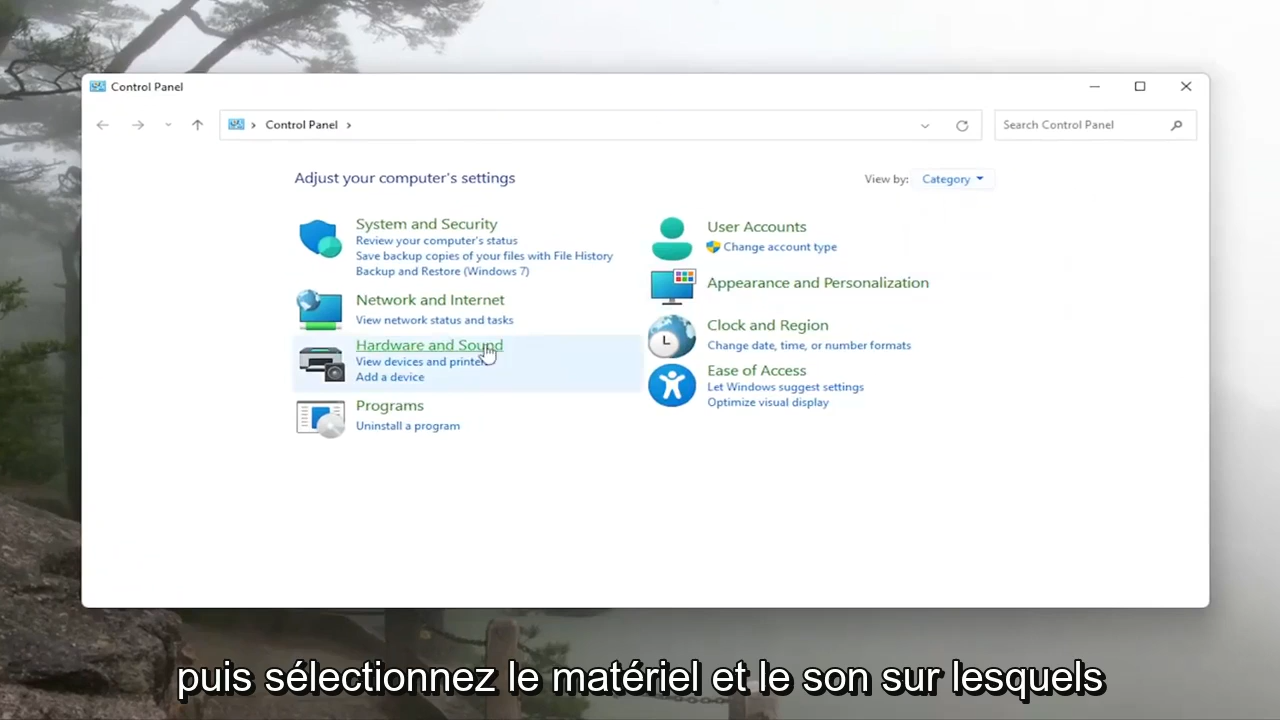 Control Panel
Control Panel
Search Control Panel
Adjust your computer's settings
View by: Category
System and Security
Review your computer's status
Save backup copies of your files with File History
Backup and Restore (Windows 7)
Network and Internet
View network status and tasks
Hardware and Sound
View devices and printers
Add a device
Programs
Uninstall a program
User Accounts
Change account type
Appearance and Personalization
Clock and Region
Change date, time, or number formats
Ease of Access
Let Windows suggest settings
Optimize visual display
puis sélectionnez le matériel et le son sur lesquels